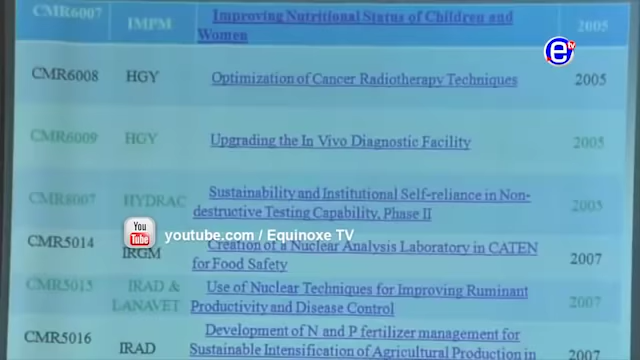 CMR6007 IMPM Improving Nutritional Status of Children and Women 2005
CMR6008 HGY Optimization of Cancer Radiotherapy Techniques 2005
CMR6009 HGY Upgrading the In Vivo Diagnostic Facility 2005
CMR8007 HYDRAC Sustainability and Institutional Self-reliance in Non-
destructive Testing Capability, Phase II 2005
You Tube youtube.com / Equinoxe TV
CMR5014 IRGM Creation of a Nuclear Analysis Laboratory in CATEN
for Food Safety 2007
CMR5015 IRAD & LANAVET Use of Nuclear Techniques for Improving Ruminant
Productivity and Disease Control 2007
CMR5016 IRAD Development of N and P fertilizer management for
Sustainable Intensification of Agricultural Production in 2007
e tv